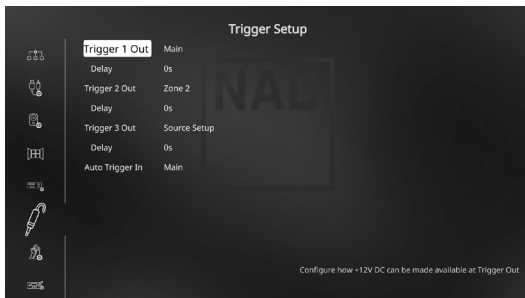 Trigger Setup
Trigger 1 Out Main
Delay 0s
Trigger 2 Out Zone 2
Delay 0s
Trigger 3 Out Source Setup
Delay 0s
Auto Trigger In Main
NAD
Configure how +12V DC can be made available at Trigger Out